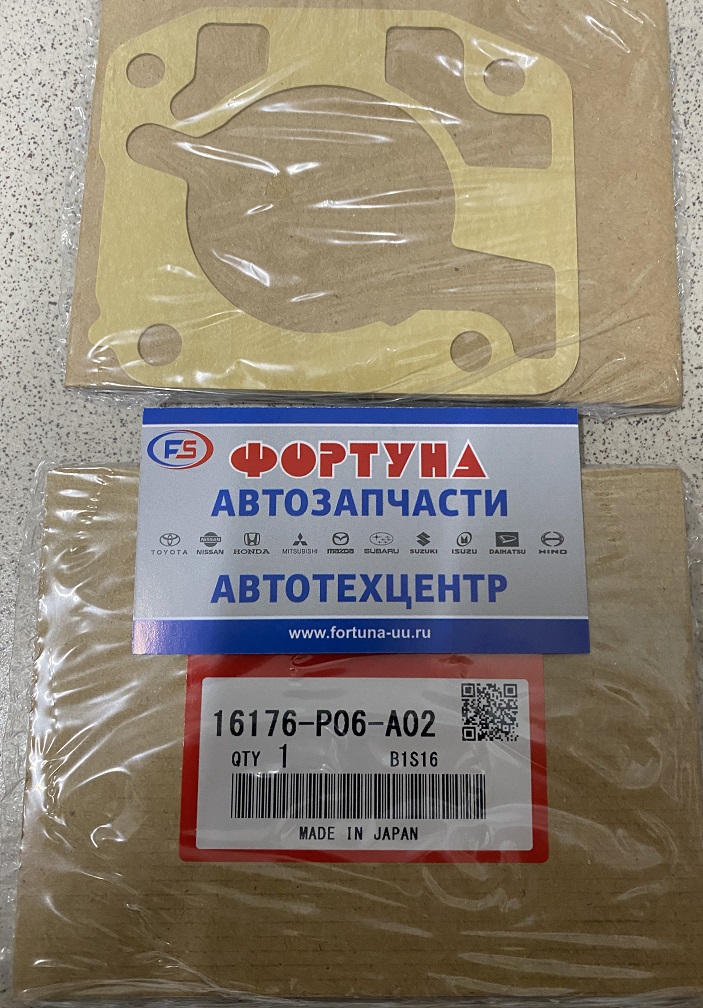 FS ФОРТУНА
АВТОЗАПЧАСТИ
TOYOTA NISSAN HONDA MITSUBISHI mazda SUBARU SUZUKI ISUZU DAIHATSU HINO
АВТОТЕХЦЕНТР
www.fortuna-uu.ru
16176-P06-A02
QTY 1 B1S16
MADE IN JAPAN